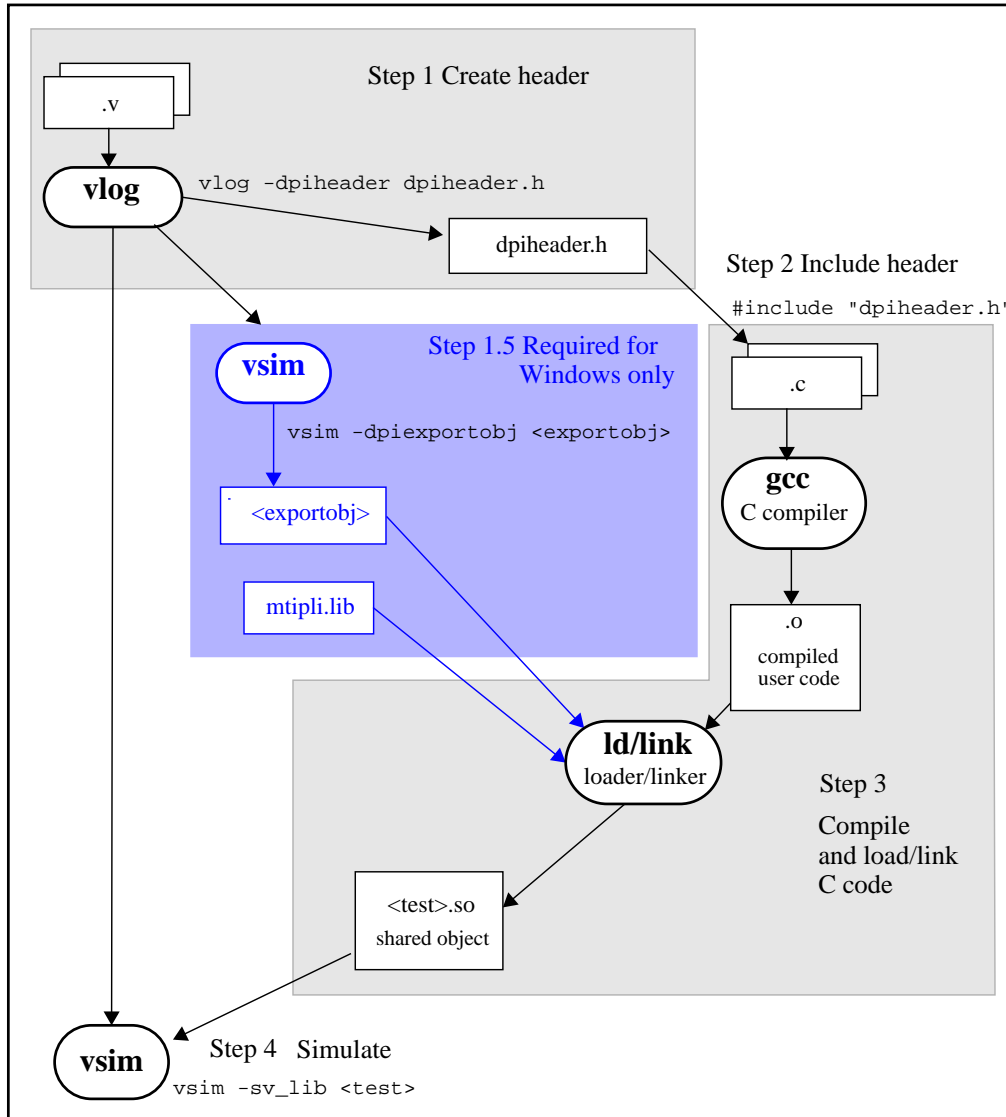 Step 1 Create header
.v
vlog
vlog -dpiheader dpiheader.h
dpiheader.h
Step 2 Include header
#include "dpiheader.h"
Step 1.5 Required for
Windows only
vsim
vsim -dpiexportobj <exportobj>
<exportobj>
mtipli.lib
.c
gcc
C compiler
.o
compiled
user code
ld/link
loader/linker
Step 3
Compile
and load/link
C code
<test>.so
shared object
vsim
Step 4 Simulate
vsim -sv_lib <test>